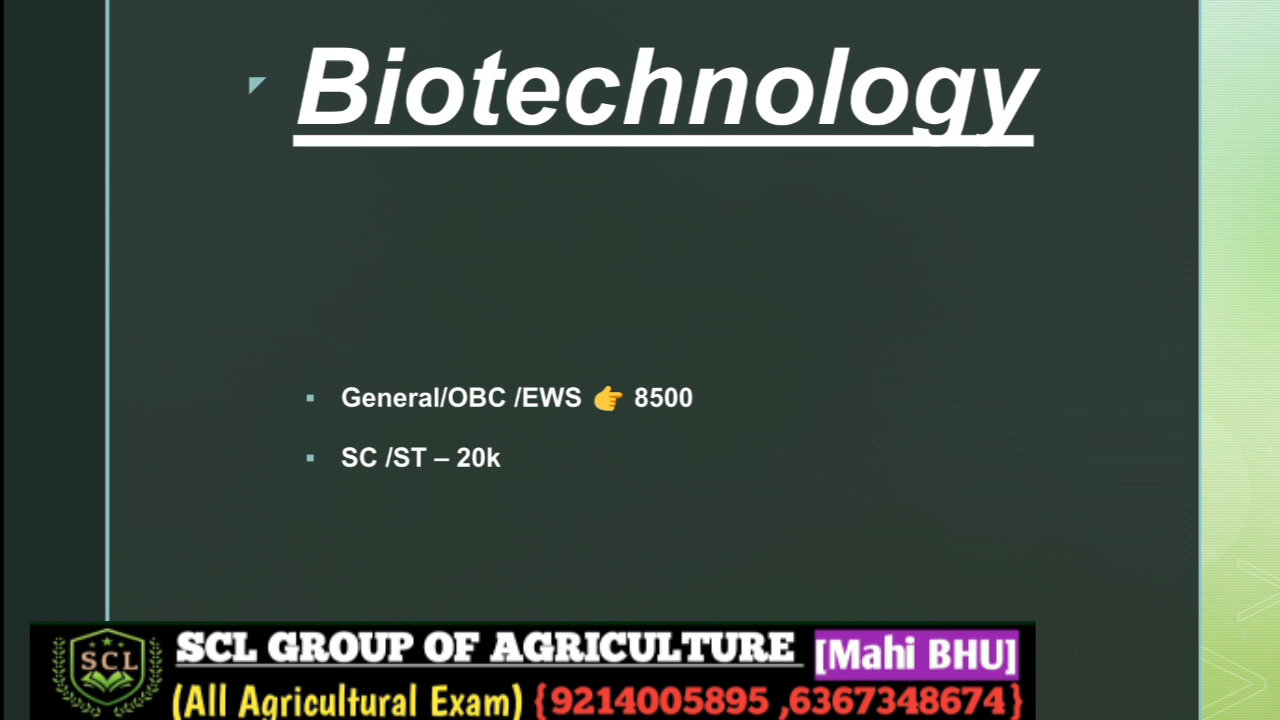 Biotechnology
General/OBC /EWS 👉 8500
SC /ST – 20k
SCL
SCL GROUP OF AGRICULTURE [Mahi BHU]
(All Agricultural Exam) {9214005895 ,6367348674}